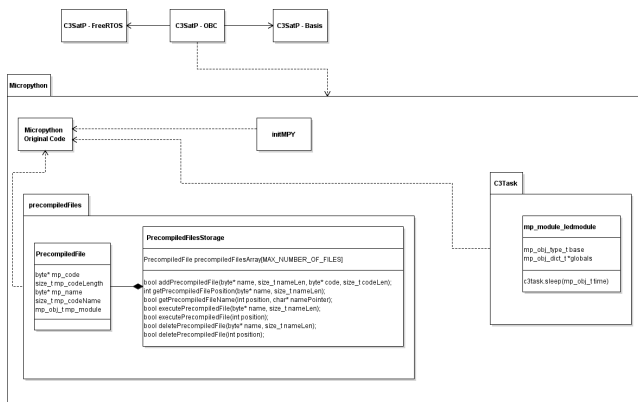 C3SatP - FreeRTOS
C3SatP - OBC
C3SatP - Basis
Micropython
Micropython
Original Code
initMPY
C3Task
mp_module_ledmodule
mp_obj_type_t base
mp_obj_dict_t *globals
c3task.sleep(mp_obj_t time)
precompiledFiles
PrecompiledFile
byte* mp_code
size_t mp_codeLength
byte* mp_name
size_t mp_codeName
mp_obj_t mp_module
PrecompiledFilesStorage
PrecompiledFile precompiledFilesArray[MAX_NUMBER_OF_FILES]
bool addPrecompiledFile(byte* name, size_t nameLen, byte* code, size_t codeLen);
int getPrecompiledFilePosition(byte* name, size_t nameLen);
bool getPrecompiledFileName(int position, char* namePointer);
bool executePrecompiledFile(byte* name, size_t nameLen);
bool executePrecompiledFile(int position);
bool deletePrecompiledFile(byte* name, size_t nameLen);
bool deletePrecompiledFile(int position);